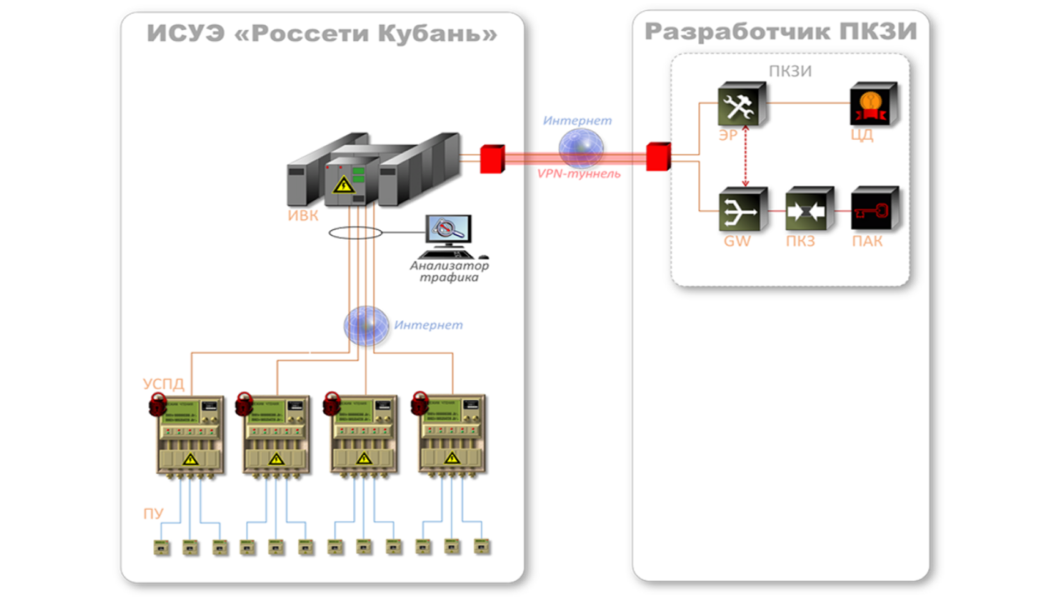 ИСУЭ «Россети Кубань»
Разработчик ПКЗИ
ПКЗИ
ЭР
ЦД
Интернет
VPN-туннель
ИВК
GW
ПКЗ
ПАК
Анализатор
трафика
Интернет
УСПД
ПУ